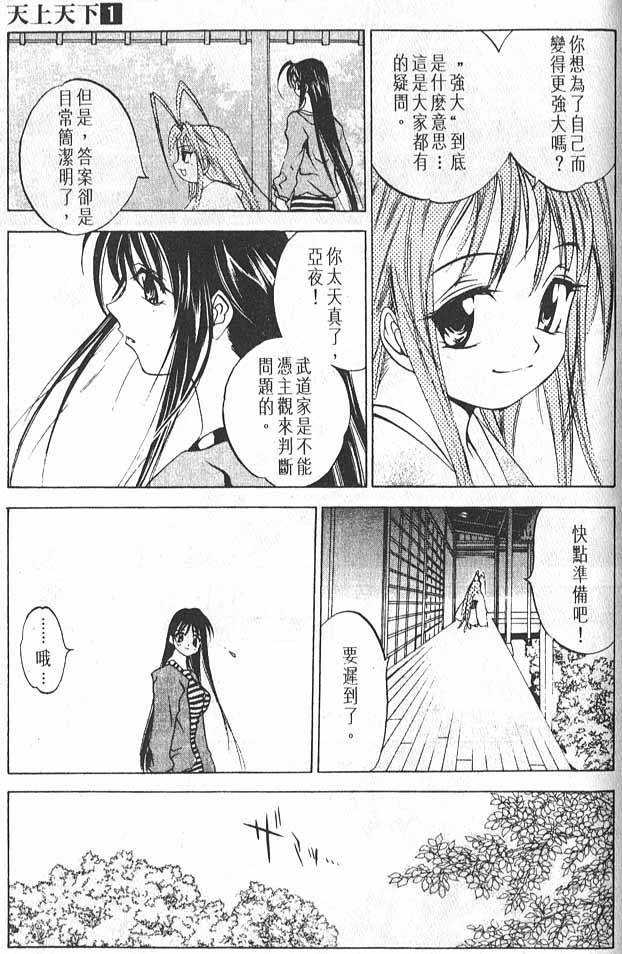 天上天下1
你想為了自己而
變得更強大嗎？
"強大"到底
是什麼意思…
這是大家都有
的疑問。
但是，答案卻是
目常簡潔明了，
你太天真了，
亞夜！
武道家是不能
憑主觀來判斷
問題的。
快點準備吧！
要遲到了。
……哦…
ザザ…